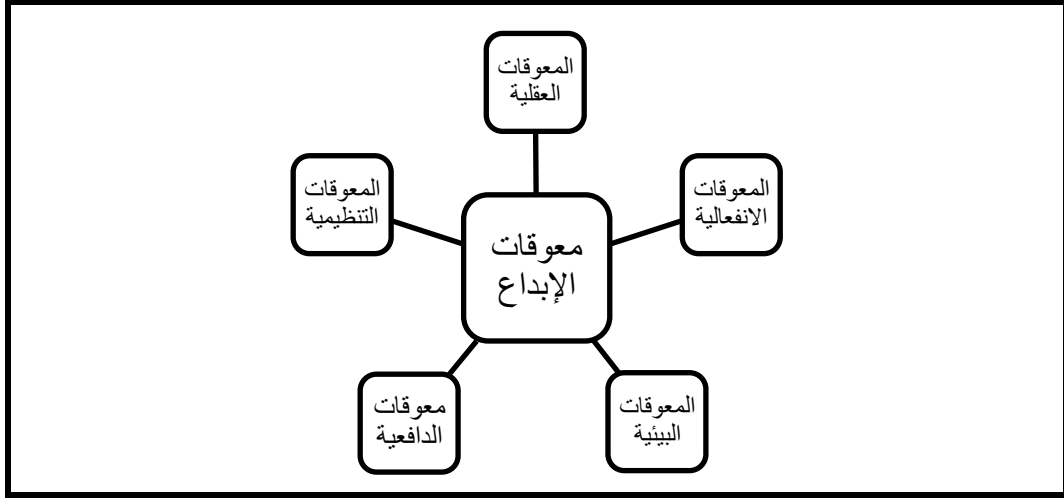 المعوقات
العقلية
المعوقات
الانفعالية
المعوقات
التنظيمية
معوقات
الإبداع
المعوقات
البيئية
معوقات
الدافعية